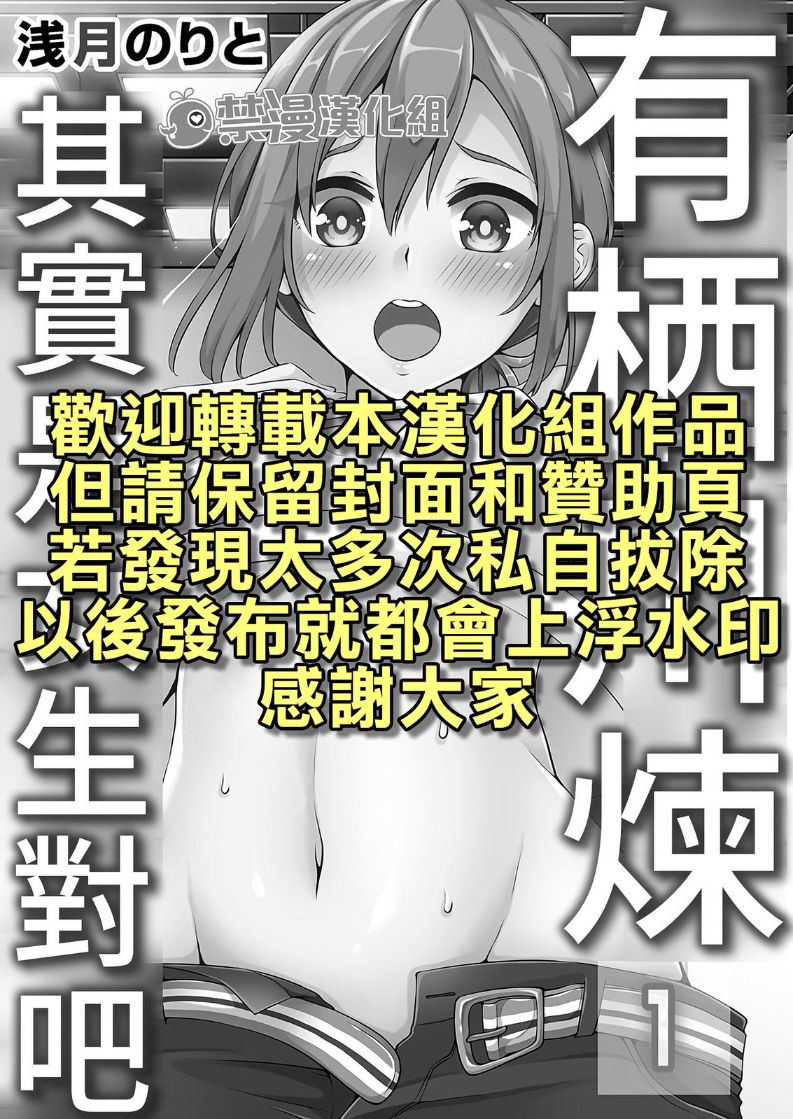 浅月のりと
禁漫漢化組
有栖川煉
其實是女生對吧
1
歡迎轉載本漢化組作品
但請保留封面和贊助頁
若發現太多次私自拔除
以後發布就都會上浮水印
感謝大家